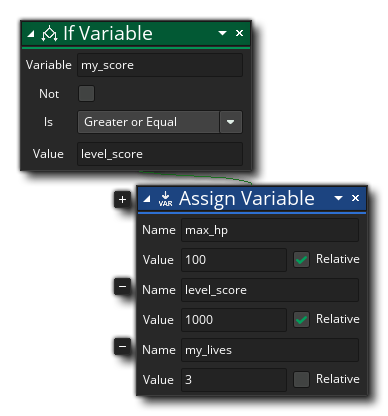 If Variable
Variable my_score
Not
Is Greater or Equal
Value level_score
VAR Assign Variable
Name max_hp
Value 100 Relative
Name level_score
Value 1000 Relative
Name my_lives
Value 3 Relative